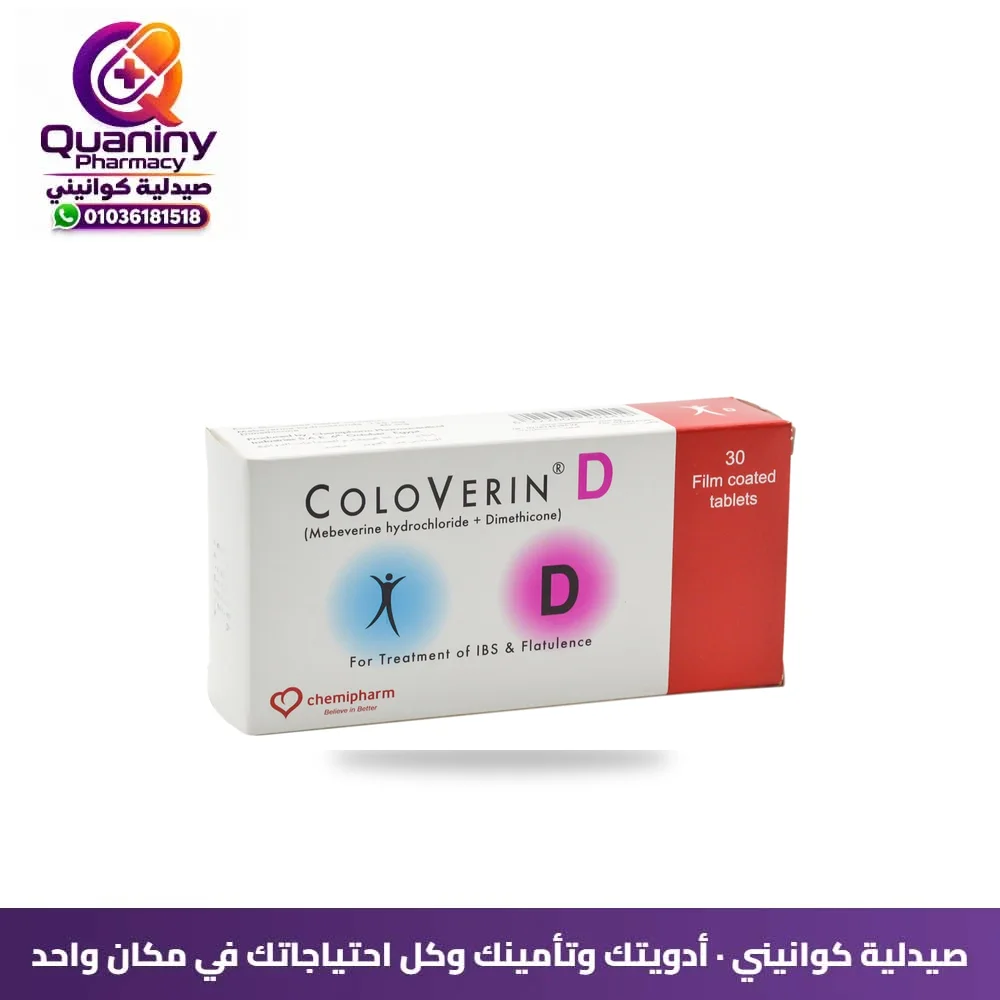 Quaniny
Pharmacy
صيدلية كوانيني
01036181518
COLOVERIN® D
(Mebeverine hydrochloride + Dimethicone)
D
For Treatment of IBS & Flatulence
chemipharm
Believe in Better
30
Film coated
tablets
صيدلية كوانيني · أدويتك وتأمينك وكل احتياجاتك في مكان واحد